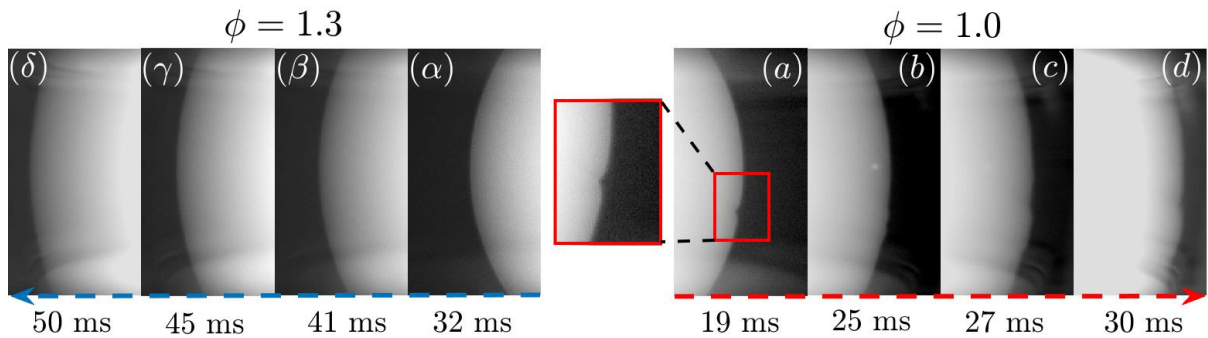 ϕ = 1.3
ϕ = 1.0
(δ) (γ) (β) (α) (a) (b) (c) (d)
50 ms 45 ms 41 ms 32 ms 19 ms 25 ms 27 ms 30 ms